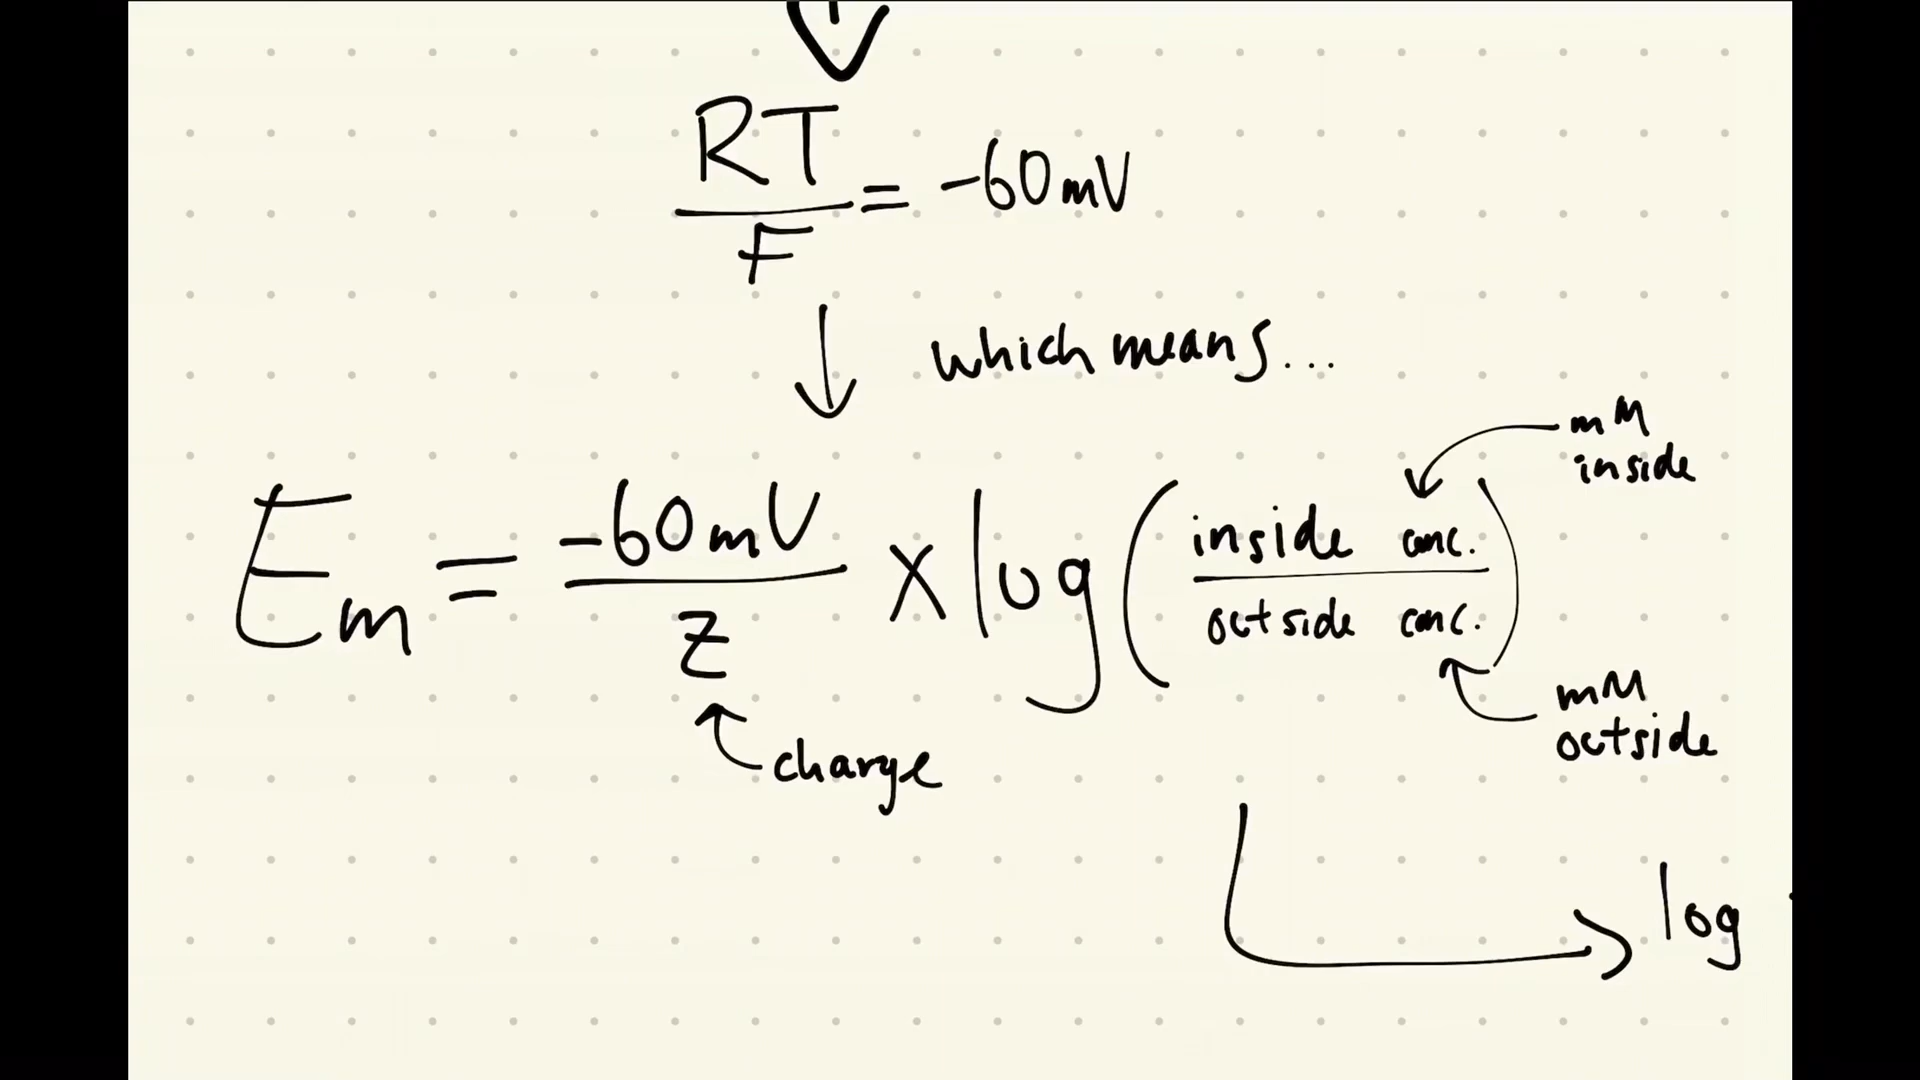 RT/F = -60mV
which means...
mM
inside
Em = -60mV/z x log(inside conc./outside conc.)
mM
outside
charge
log